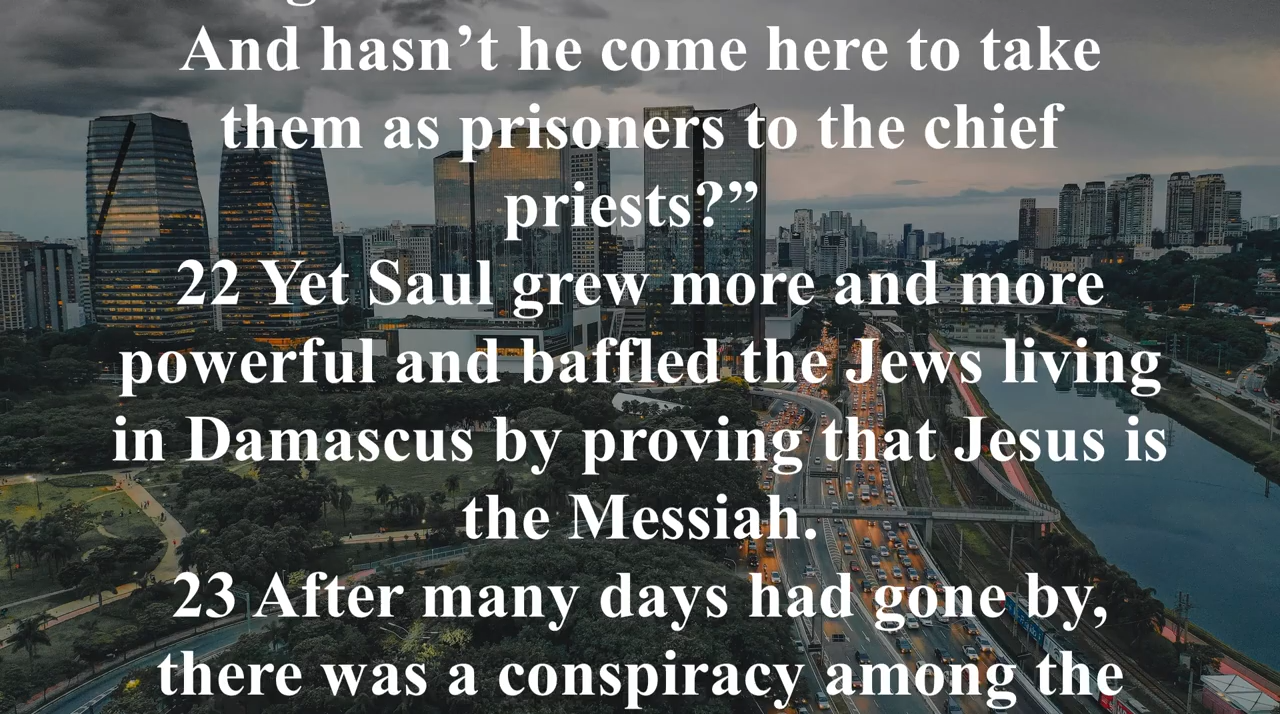 And hasn’t he come here to take
them as prisoners to the chief
priests?”
22 Yet Saul grew more and more
powerful and baffled the Jews living
in Damascus by proving that Jesus is
the Messiah.
23 After many days had gone by,
there was a conspiracy among the